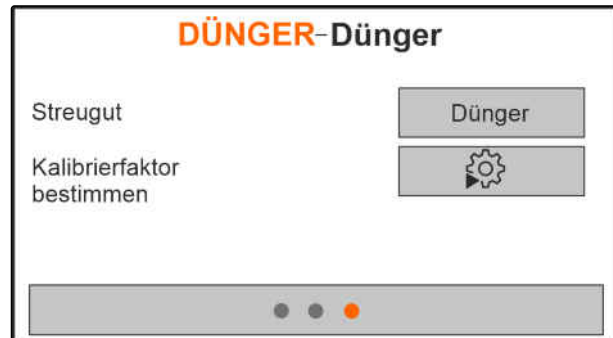 DÜNGER-Dünger
Streugut
Dünger
Kalibrierfaktor
bestimmen